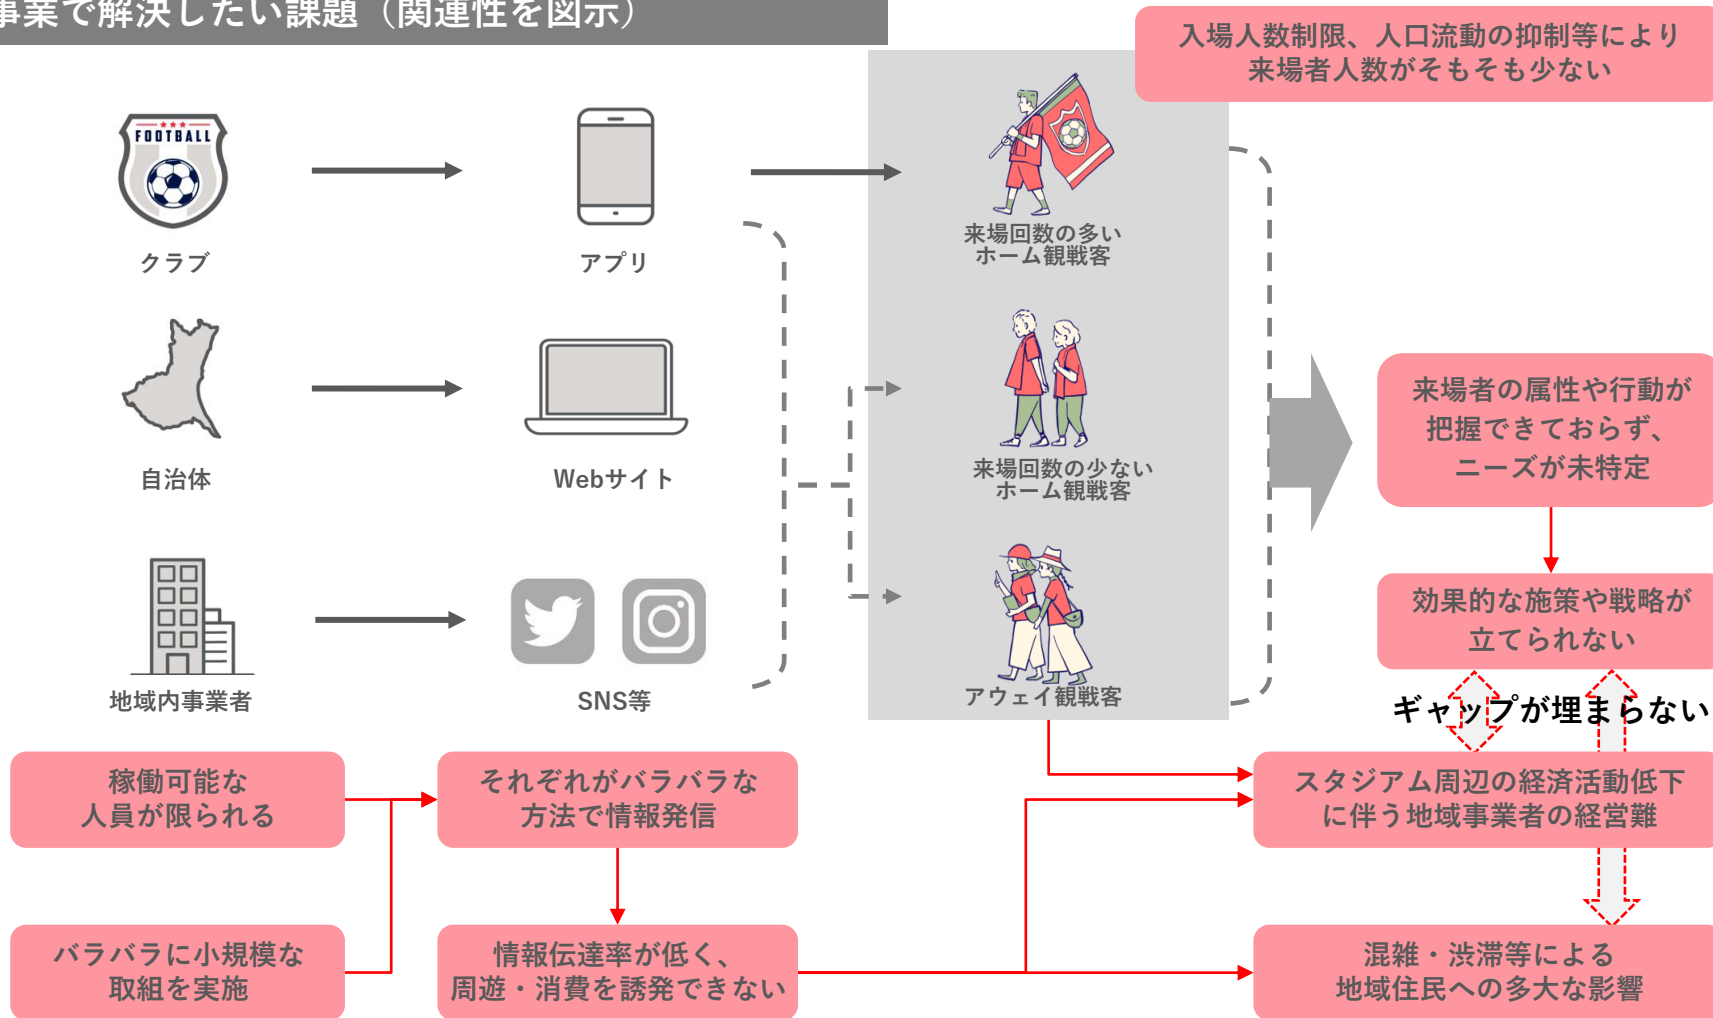 事業で解決したい課題（関連性を図示）
入場人数制限、人口流動の抑制等により
来場者人数がそもそも少ない
FOOTBALL
クラブ
アプリ
来場回数の多い
ホーム観戦客
自治体
Webサイト
来場回数の少ない
ホーム観戦客
来場者の属性や行動が
把握できておらず、
ニーズが未特定
効果的な施策や戦略が
立てられない
地域内事業者
SNS等
アウェイ観戦客
ギャップが埋まらない
稼働可能な
人員が限られる
それぞれがバラバラな
方法で情報発信
スタジアム周辺の経済活動低下
に伴う地域事業者の経営難
バラバラに小規模な
取組を実施
情報伝達率が低く、
周遊・消費を誘発できない
混雑・渋滞等による
地域住民への多大な影響